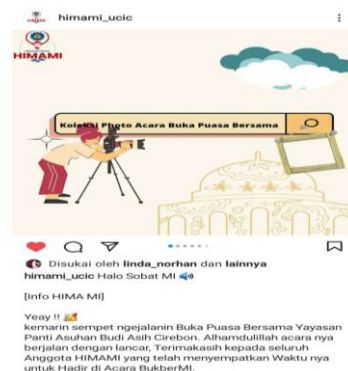 himami_ucic
HIMAMI
Koleksi Photo Acara Buka Puasa Bersama
Disukai oleh linda_norhan dan lainnya
himami_ucic Halo Sobat MI
[Info HIMA MI]
Yeay !!
kemarin sempet ngejalanin Buka Puasa Bersama Yayasan
Panti Asuhan Budi Asih Cirebon. Alhamdulillah acara nya
berjalan dengan lancar, Terimakasih kepada seluruh
Anggota HIMAMI yang telah menyempatkan Waktu nya
untuk Hadir di Acara BukberMI.